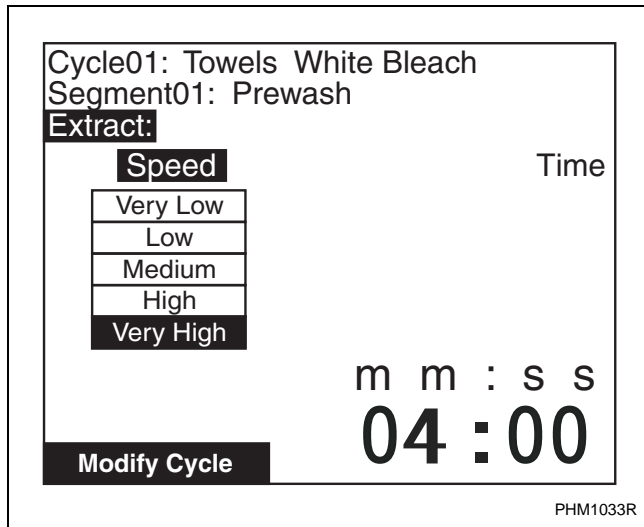 Cycle01: Towels White Bleach
Segment01: Prewash
Extract:
Speed Time
Very Low
Low
Medium
High
Very High
m m : s s
04:00
Modify Cycle
PHM1033R